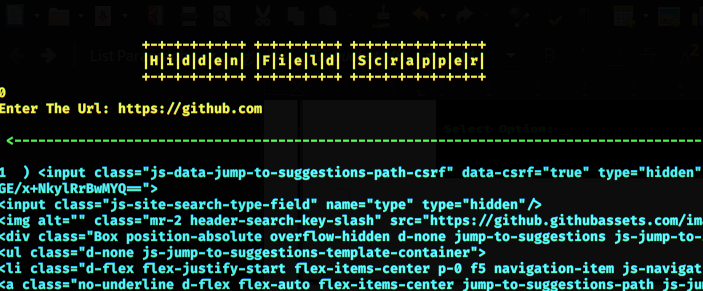 List Par
+-+-+-+-+-+-+ +-+-+-+-+-+ +-+-+-+-+-+-+-+-+
|H|i|d|d|e|n| |F|i|e|l|d| |S|c|r|a|p|p|e|r|
+-+-+-+-+-+-+ +-+-+-+-+-+ +-+-+-+-+-+-+-+-+
0
Enter The Url: https://github.com
Select Option:
<--------------------------------------------------------------------------------
1 ) <input class="js-data-jump-to-suggestions-path-csrf" data-csrf="true" type="hidden"
GE/x+NkylRrBwMYQ==">
<input class="js-site-search-type-field" name="type" type="hidden"/>
<img alt="" class="mr-2 header-search-key-slash" src="https://github.githubassets.com/im
<div class="Box position-absolute overflow-hidden d-none jump-to-suggestions js-jump-to-
<ul class="d-none js-jump-to-suggestions-template-container">
<li class="d-flex flex-justify-start flex-items-center p-0 f5 navigation-item js-navigat
<a class="no-underline d-flex flex-auto flex-items-center jump-to-suggestions-path js-ju